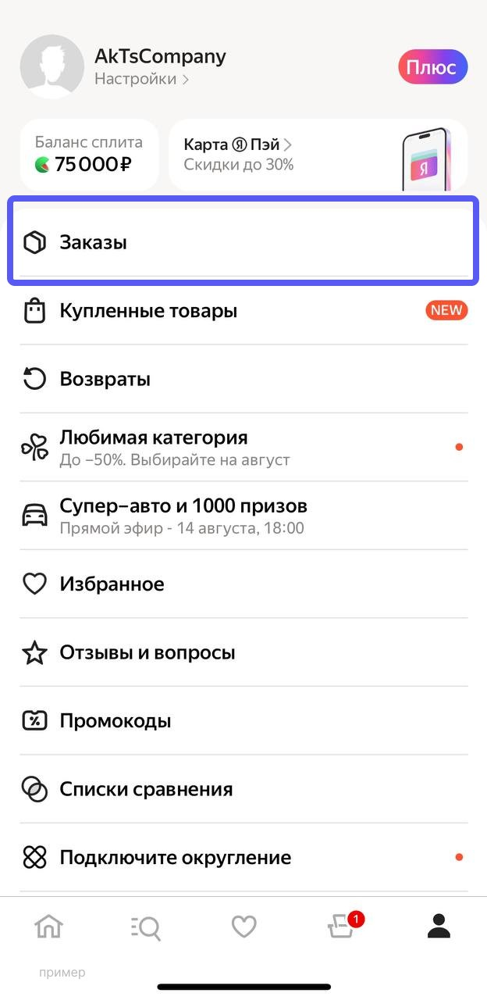 AkTsCompany
Настройки
Плюс
Баланс сплита
75 000 ₽
Карта Я Пэй
Скидки до 30%
Я
Заказы
Купленные товары
NEW
Возвраты
Любимая категория
До –50%. Выбирайте на август
Супер–авто и 1000 призов
Прямой эфир - 14 августа, 18:00
Избранное
Отзывы и вопросы
Промокоды
%
Списки сравнения
Подключите округление
1
пример